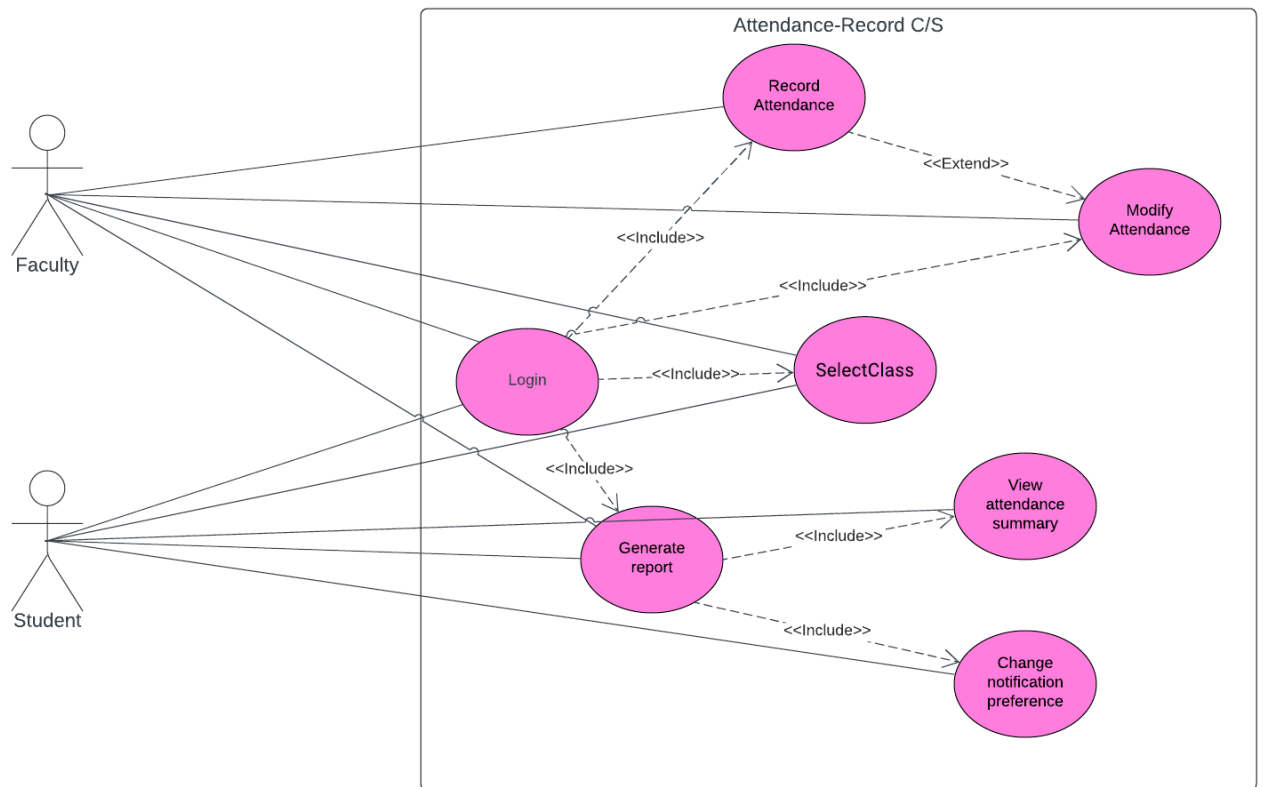 Attendance-Record C/S
Record
Attendance
<<Extend>>
Modify
Attendance
Faculty
<<Include>>
<<Include>>
Login
<<Include>>
SelectClass
<<Include>>
View
attendance
summary
<<Include>>
Generate
report
Student
<<Include>>
Change
notification
preference